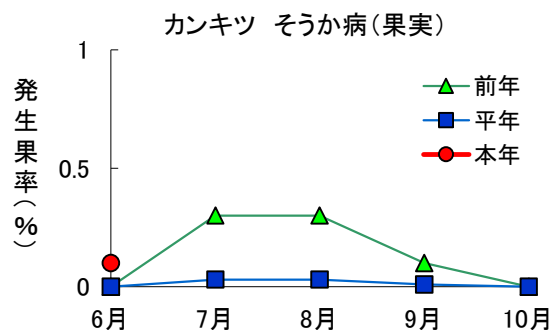 カンキツ そうか病(果実)
発生果率(%)
1
0.5
0
前年
平年
本年
6月 7月 8月 9月 10月